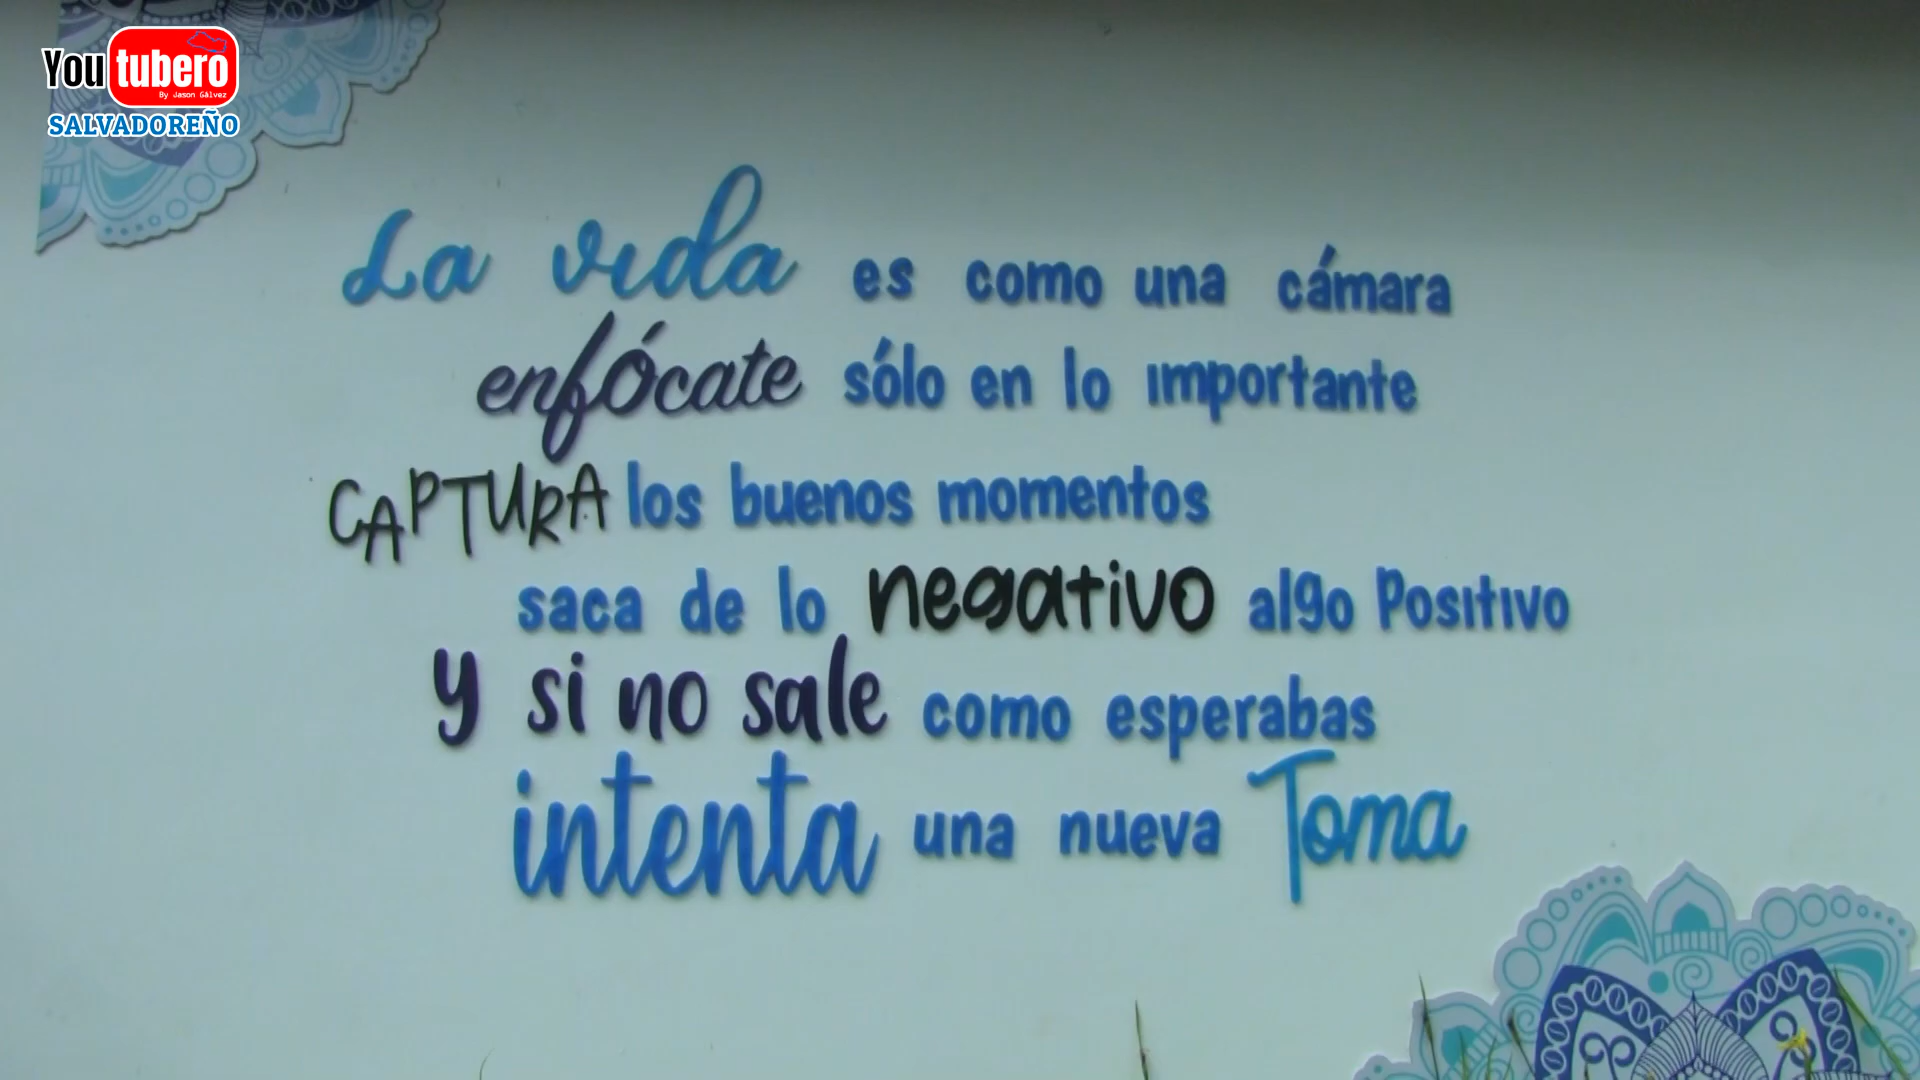 You tubero
By Jason Gálvez
SALVADOREÑO
La vida es como una cámara
enfócate sólo en lo importante
CAPTURA los buenos momentos
saca de lo negativo algo Positivo
y si no sale como esperabas
intenta una nueva Toma